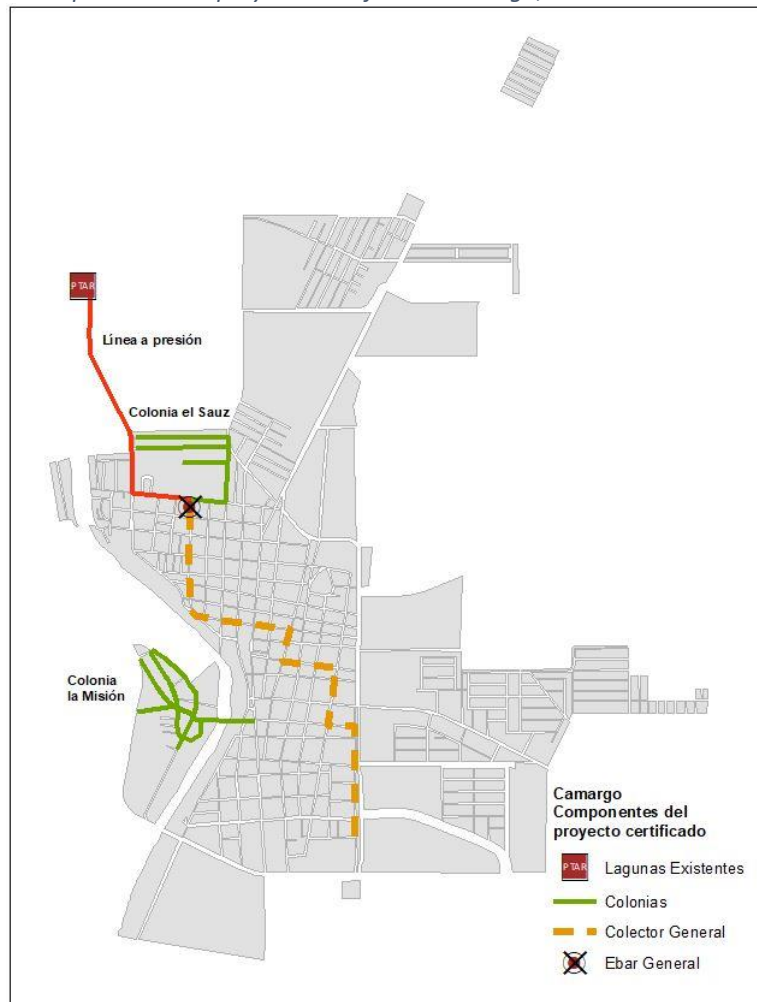 PTAR
Línea a presión
Colonia el Sauz
Colonia
la Misión
Camargo
Componentes del
proyecto certificado
PTAR
Lagunas Existentes
Colonias
Colector General
Ebar General